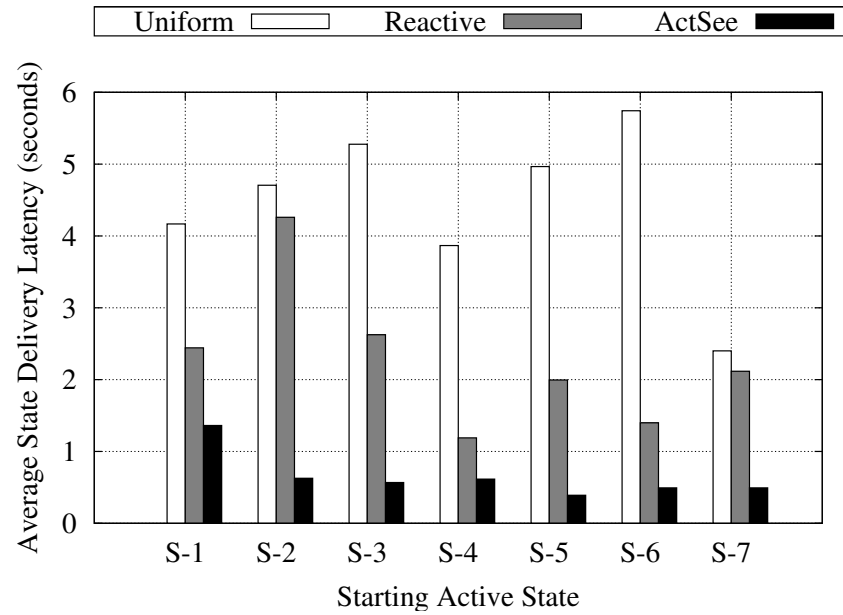 Uniform Reactive ActSee
Average State Delivery Latency (seconds)
6
5
4
3
2
1
0
S-1 S-2 S-3 S-4 S-5 S-6 S-7
Starting Active State